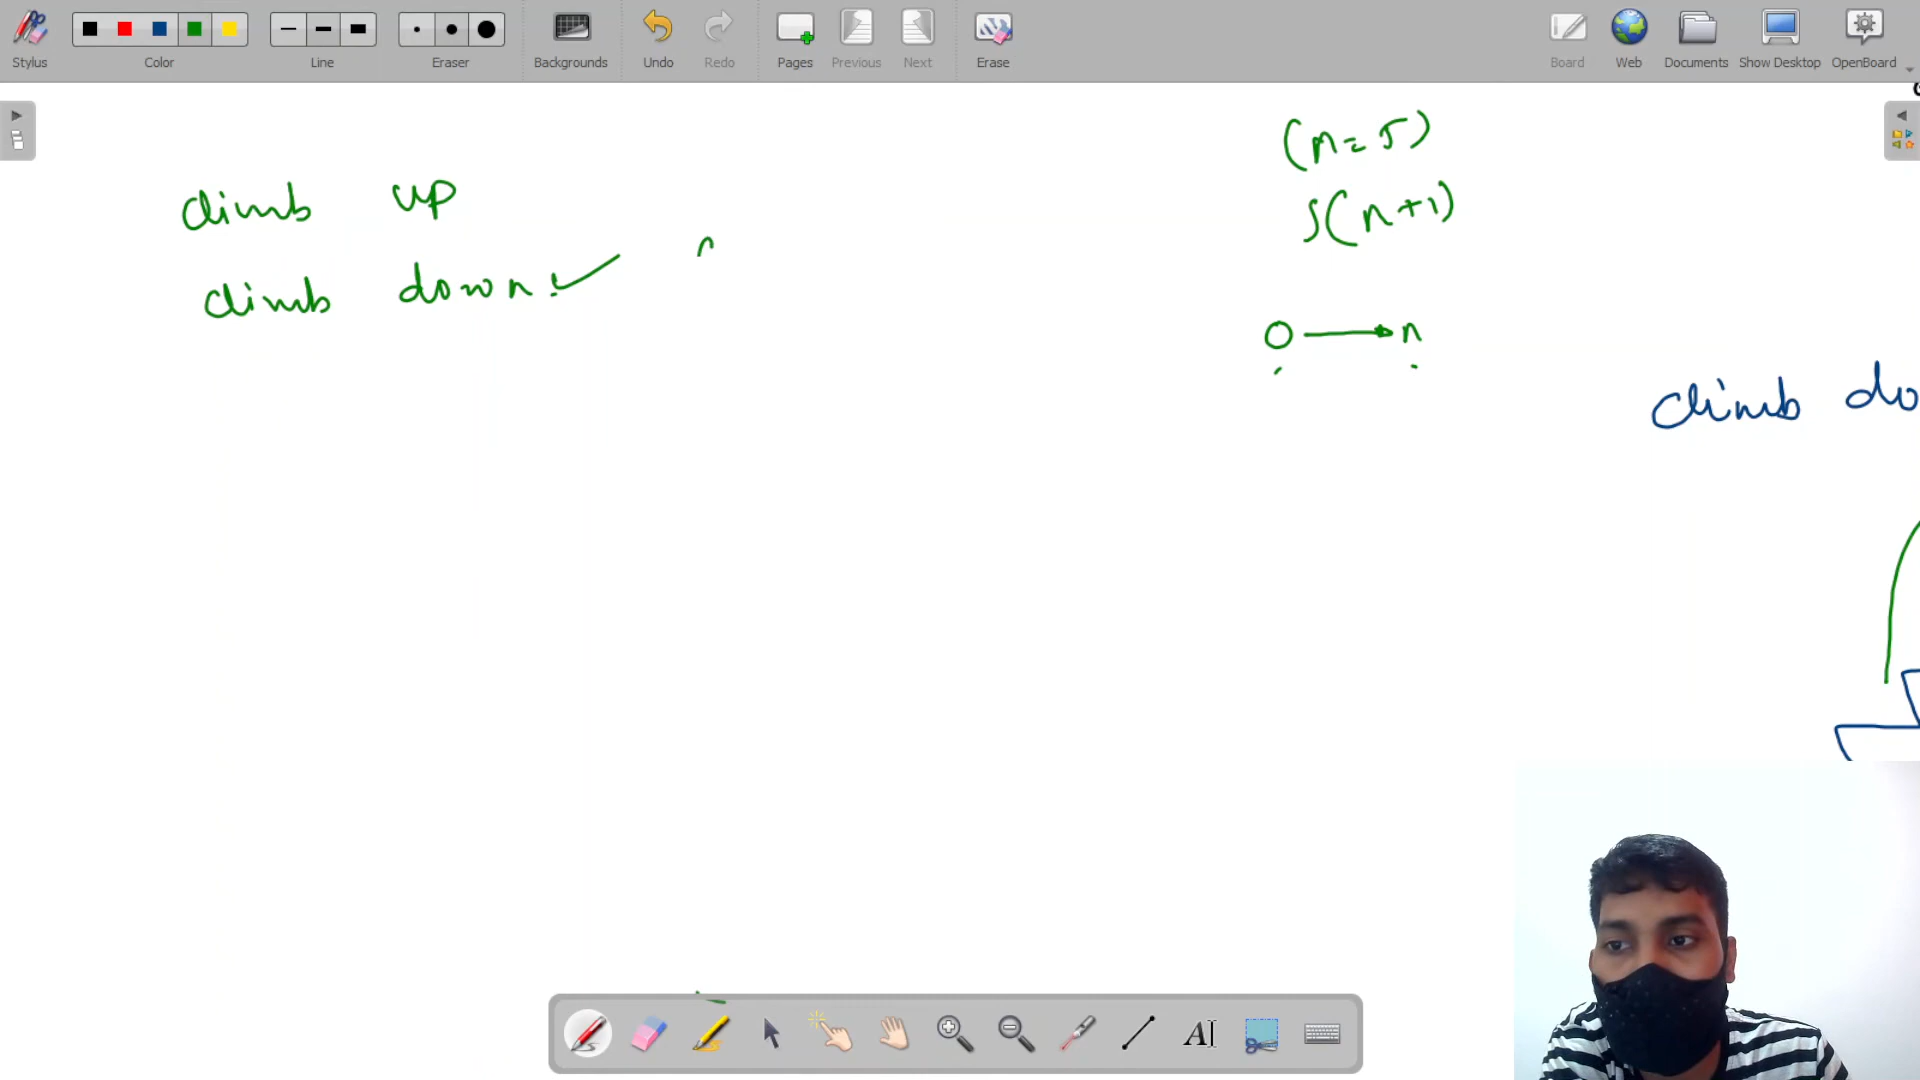 Stylus
Color
Line
Eraser
Backgrounds
Undo
Redo
Pages
Previous
Next
Erase
Board
Web
Documents
Show Desktop
OpenBoard
climb up
climb down.
(n=5)
S(n+1)
0 → n
climb do
A